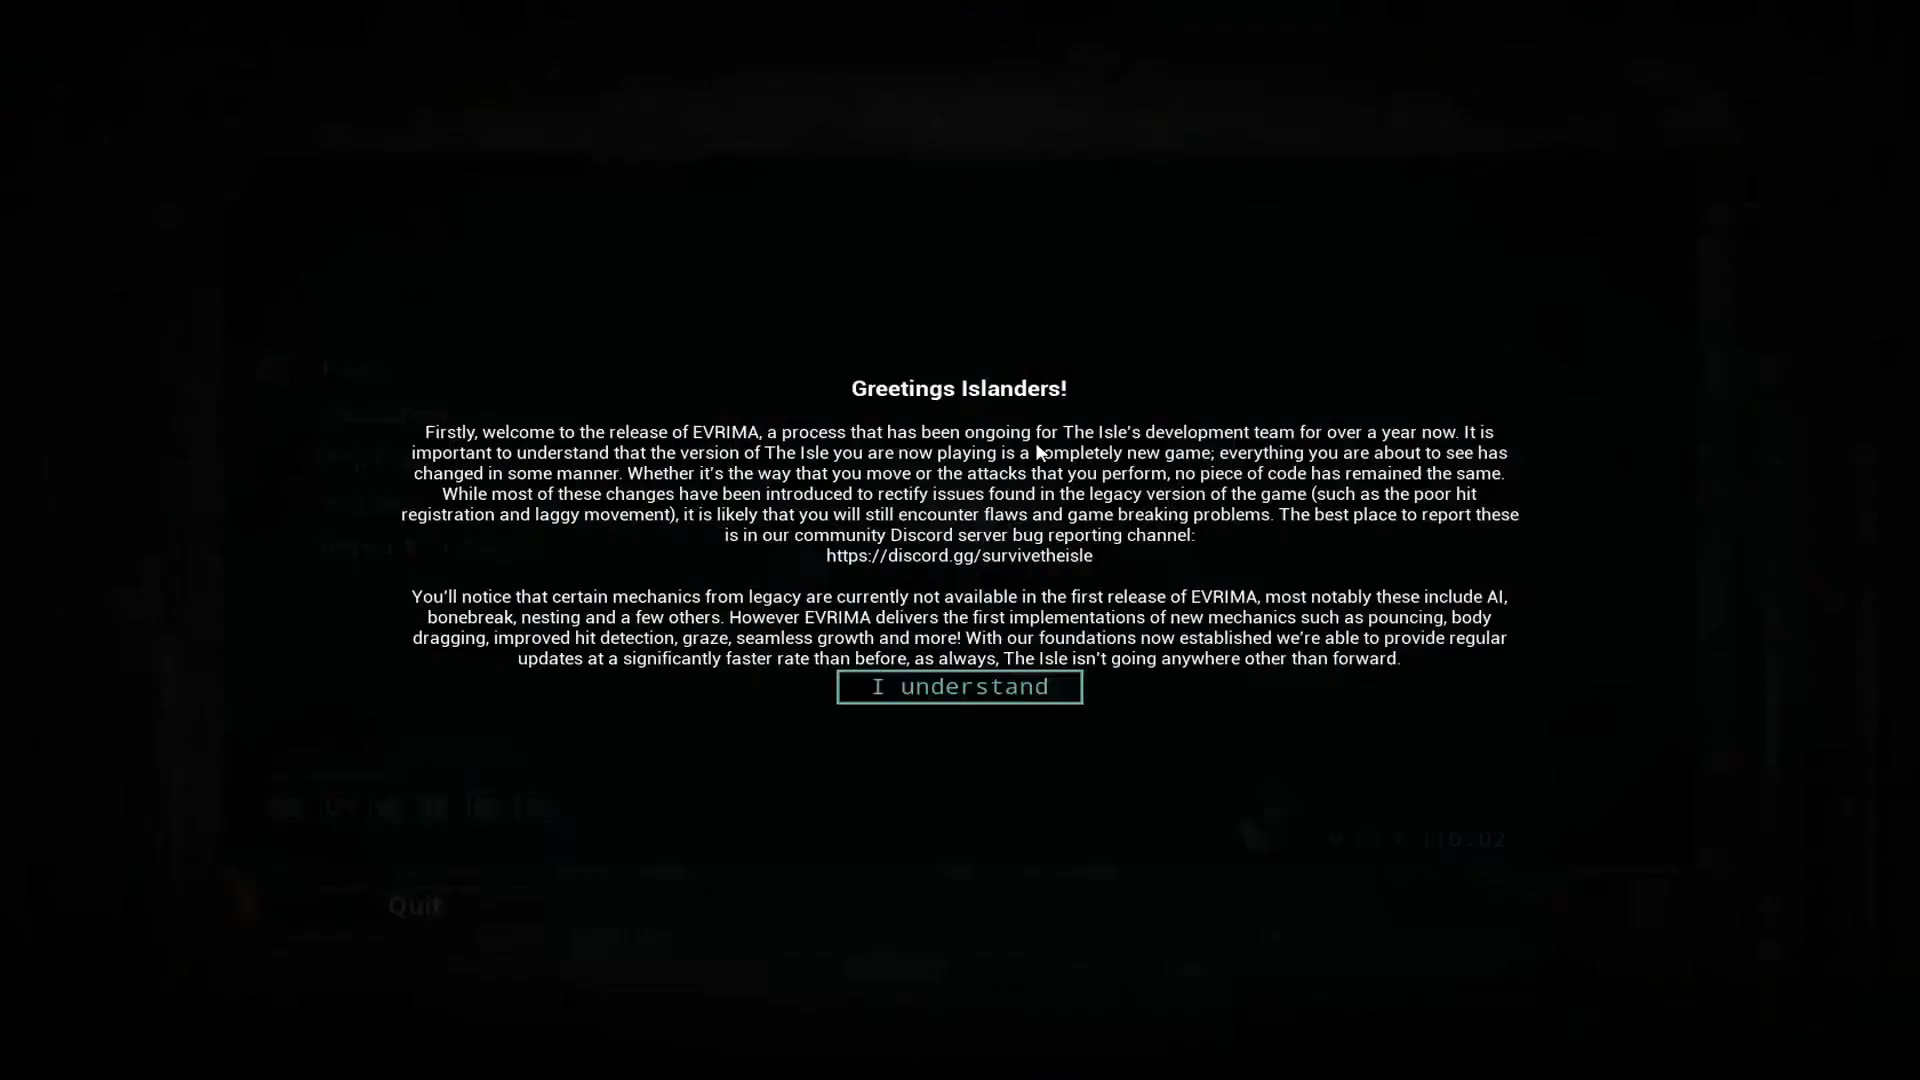 Greetings Islanders!
Firstly, welcome to the release of EVRIMA, a process that has been ongoing for The Isle's development team for over a year now. It is
important to understand that the version of The Isle you are now playing is a completely new game; everything you are about to see has
changed in some manner. Whether it's the way that you move or the attacks that you perform, no piece of code has remained the same.
While most of these changes have been introduced to rectify issues found in the legacy version of the game (such as the poor hit
registration and laggy movement), it is likely that you will still encounter flaws and game breaking problems. The best place to report these
is in our community Discord server bug reporting channel:
https://discord.gg/survivetheisle
You'll notice that certain mechanics from legacy are currently not available in the first release of EVRIMA, most notably these include AI,
bonebreak, nesting and a few others. However EVRIMA delivers the first implementations of new mechanics such as pouncing, body
dragging, improved hit detection, graze, seamless growth and more! With our foundations now established we're able to provide regular
updates at a significantly faster rate than before, as always, The Isle isn't going anywhere other than forward.
I understand
Quit